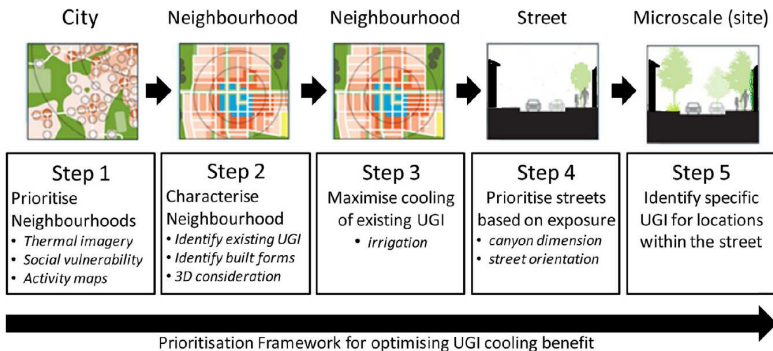 City
Neighbourhood
Neighbourhood
Street
Microscale (site)
Step 1
Prioritise
Neighbourhoods
• Thermal imagery
• Social vulnerability
• Activity maps
Step 2
Characterise
Neighbourhood
• Identify existing UGI
• Identify built forms
• 3D consideration
Step 3
Maximise cooling
of existing UGI
• irrigation
Step 4
Prioritise streets
based on exposure
• canyon dimension
• street orientation
Step 5
Identify specific
UGI for locations
within the street
Prioritisation Framework for optimising UGI cooling benefit